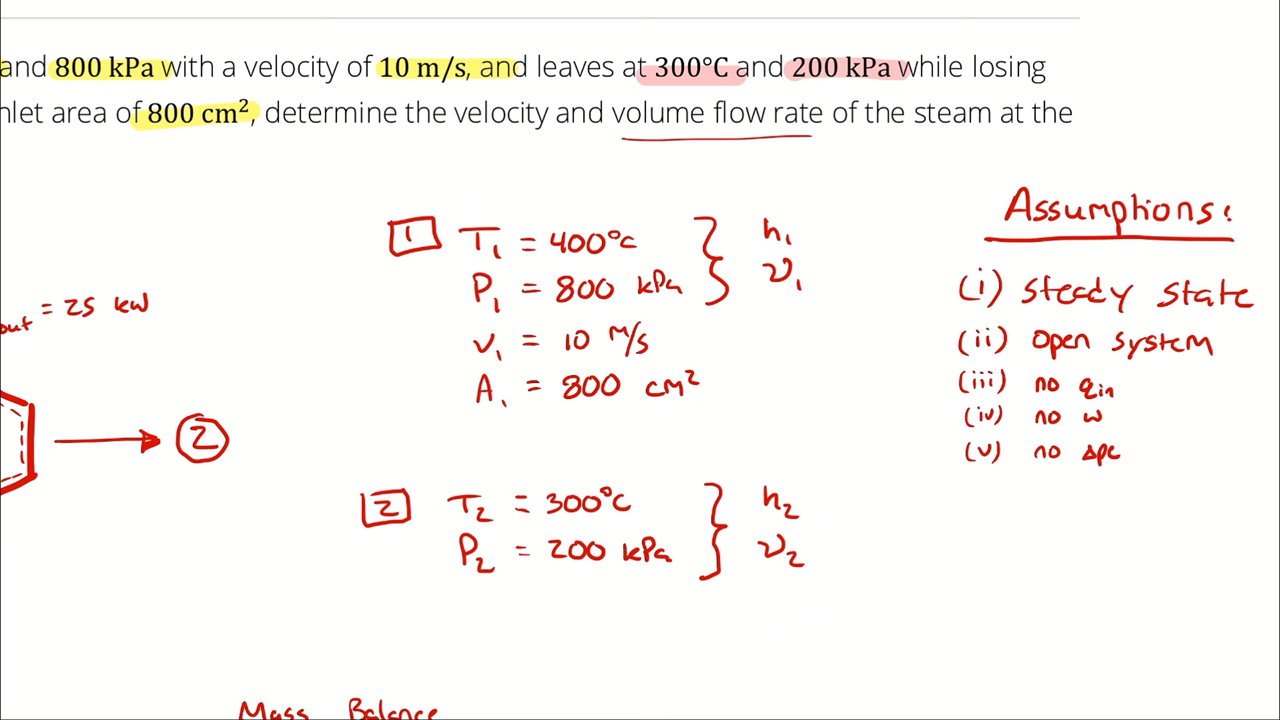 and 800 kPa with a velocity of 10 m/s, and leaves at 300°C and 200 kPa while losing
nlet area of 800 cm², determine the velocity and volume flow rate of the steam at the
out = 25 kW
2
1 T₁ = 400°C } h₁
P₁ = 800 kPa ν₁
v₁ = 10 m/s
A₁ = 800 cm²
2 T₂ = 300°C } h₂
P₂ = 200 kPa ν₂
Assumptions:
(i) steady state
(ii) open system
(iii) no qin
(iv) no w
(v) no Δpe
Mass Balance